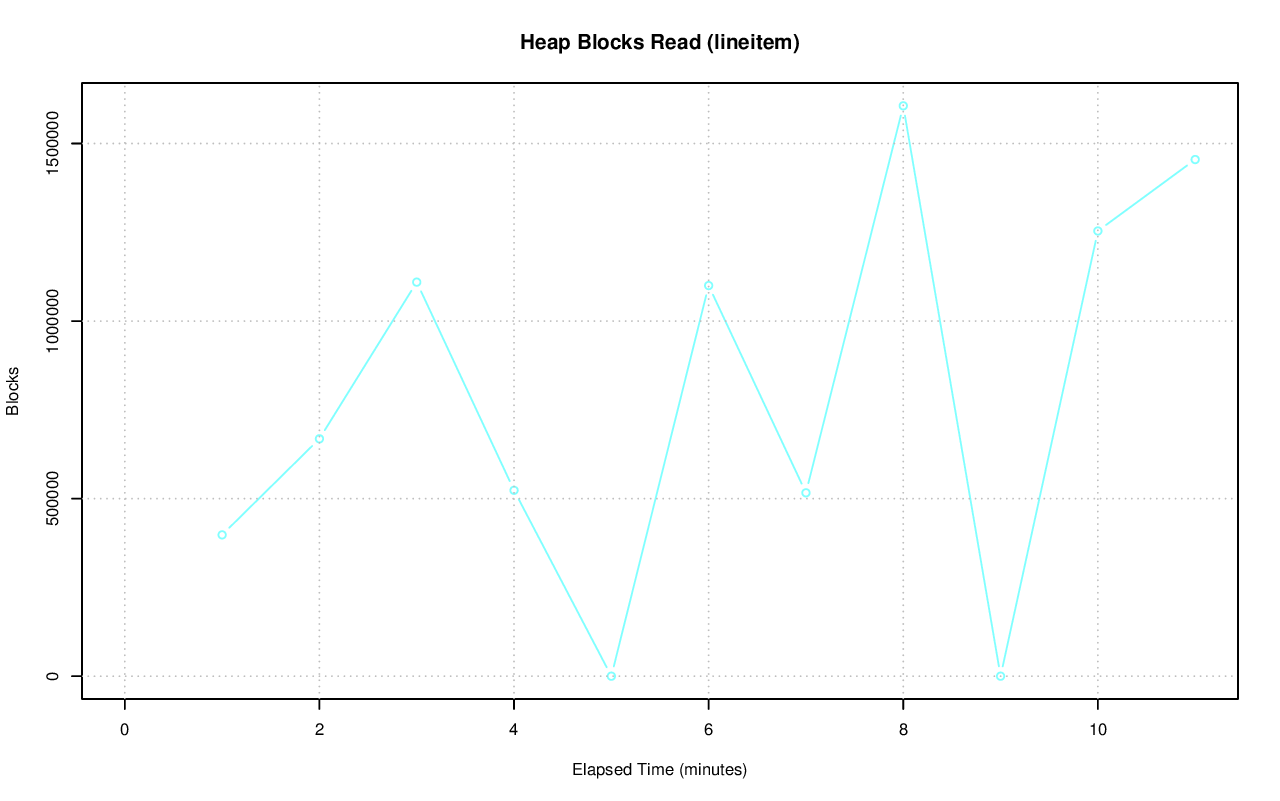 Heap Blocks Read (lineitem)
Blocks
1500000
1000000
500000
0
0 2 4 6 8 10
Elapsed Time (minutes)